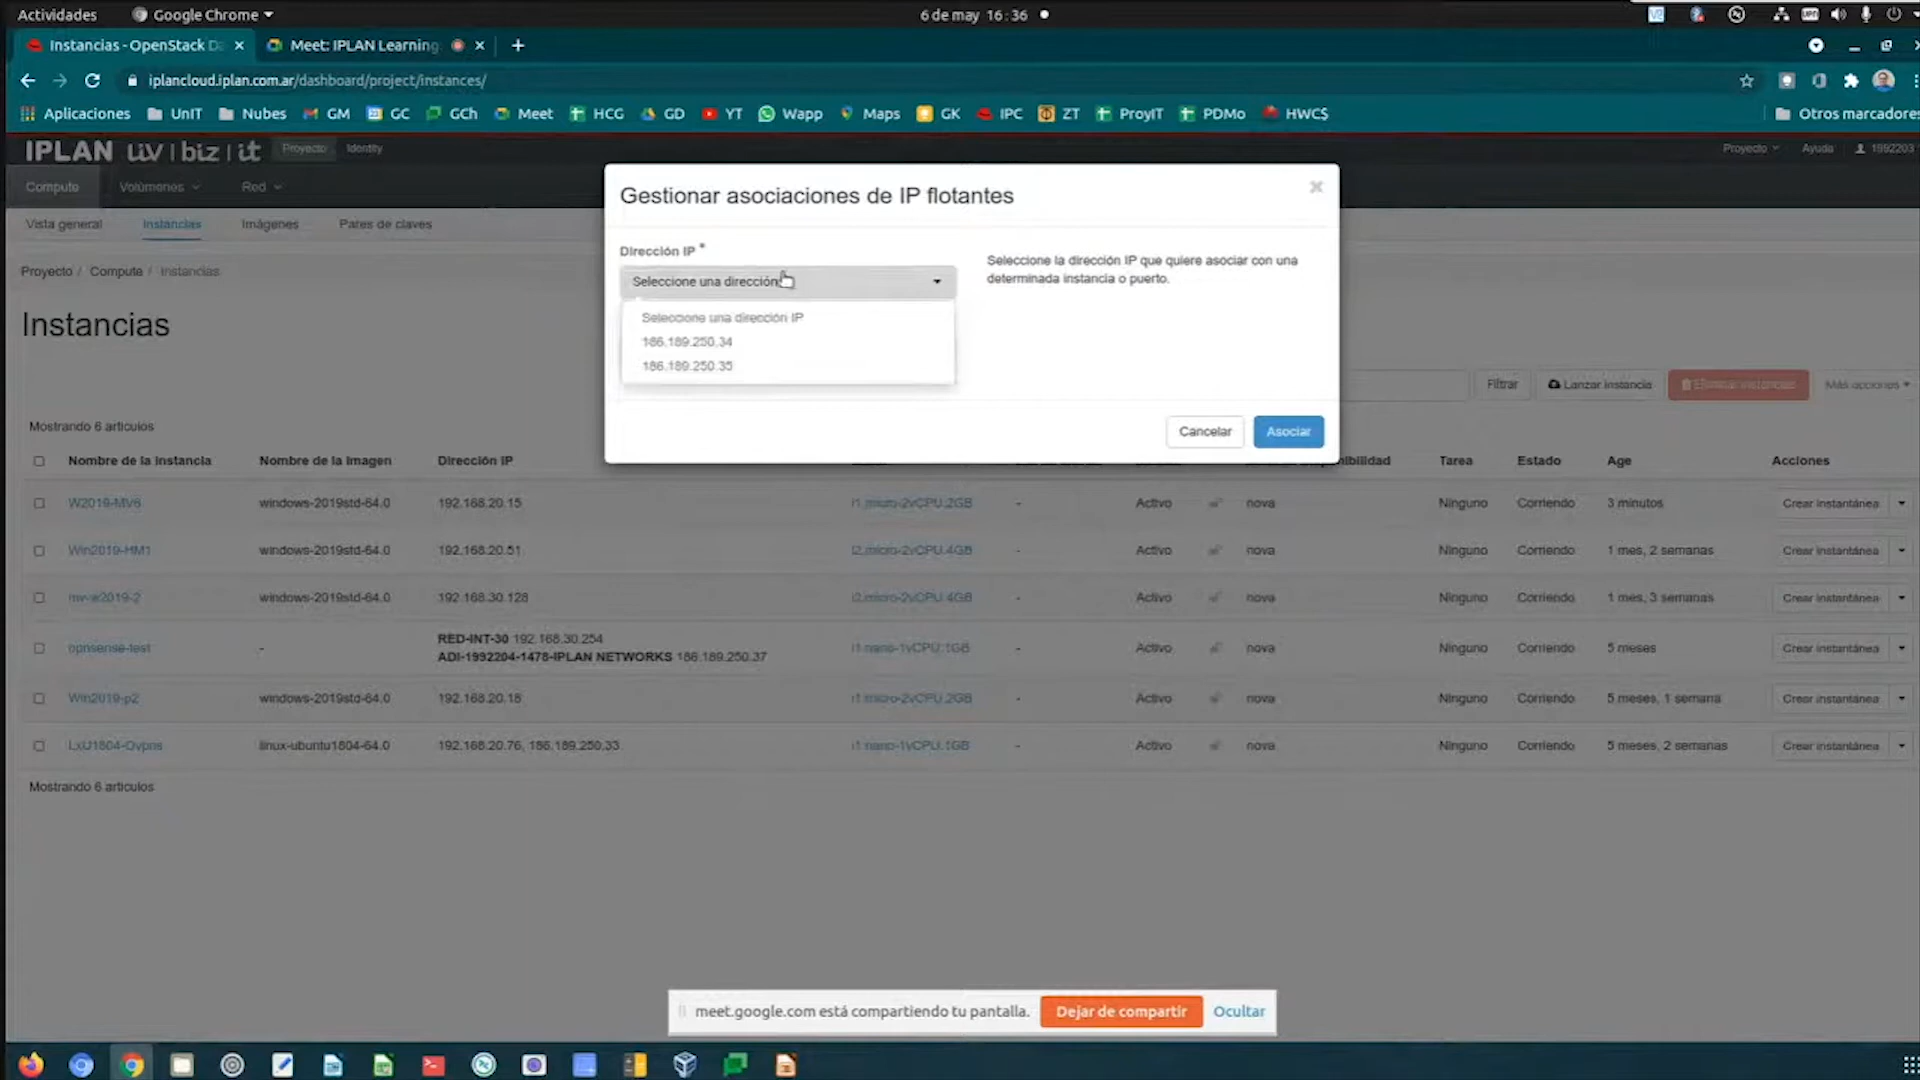 Actividades
Google Chrome
6 de may 16:36
Instancias - OpenStack Da
Meet: IPLAN Learning
iplancloud.iplan.com.ar/dashboard/project/instances/
Aplicaciones UnIT Nubes GM GC GCh Meet HCG GD YT Wapp Maps GK IPC ZT ProyIT PDMo HWC$ Otros marcadores
IPLAN liv | biz | it Proyecto Identity Proyecto Ayuda 1992203
Compute Volúmenes Red
Vista general Instancias Imágenes Pares de claves
Proyecto / Compute / Instancias
Instancias
Gestionar asociaciones de IP flotantes
Dirección IP *
Seleccione una dirección
Seleccione una dirección IP
186.189.250.34
186.189.250.35
Seleccione la dirección IP que quiere asociar con una
determinada instancia o puerto.
Cancelar Asociar
Filtrar Lanzar instancia Eliminar instancias Más acciones
Mostrando 6 artículos
Nombre de la instancia Nombre de la imagen Dirección IP nibilidad Tarea Estado Age Acciones
W2019-MV6 windows-2019std-64.0 192.168.20.15 r1.micro-2vCPU.2GB - Activo nova Ninguno Corriendo 3 minutos Crear instantánea
Win2019-HM1 windows-2019std-64.0 192.168.20.51 r2.micro-2vCPU.4GB - Activo nova Ninguno Corriendo 1 mes, 2 semanas Crear instantánea
mv-w2019-2 windows-2019std-64.0 192.168.30.128 r2.micro-2vCPU.4GB - Activo nova Ninguno Corriendo 1 mes, 3 semanas Crear instantánea
opnsense-test - RED-INT-30 192.168.30.254
ADI-1992204-1478-IPLAN NETWORKS 186.189.250.37 r1.nano-1vCPU.1GB - Activo nova Ninguno Corriendo 5 meses Crear instantánea
Win2019-p2 windows-2019std-64.0 192.168.20.18 r1.micro-2vCPU.2GB - Activo nova Ninguno Corriendo 5 meses, 1 semana Crear instantánea
LxU1804-Ovpns linux-ubuntu1804-64.0 192.168.20.76, 186.189.250.33 r1.nano-1vCPU.1GB - Activo nova Ninguno Corriendo 5 meses, 2 semanas Crear instantánea
Mostrando 6 artículos
meet.google.com está compartiendo tu pantalla. Dejar de compartir Ocultar